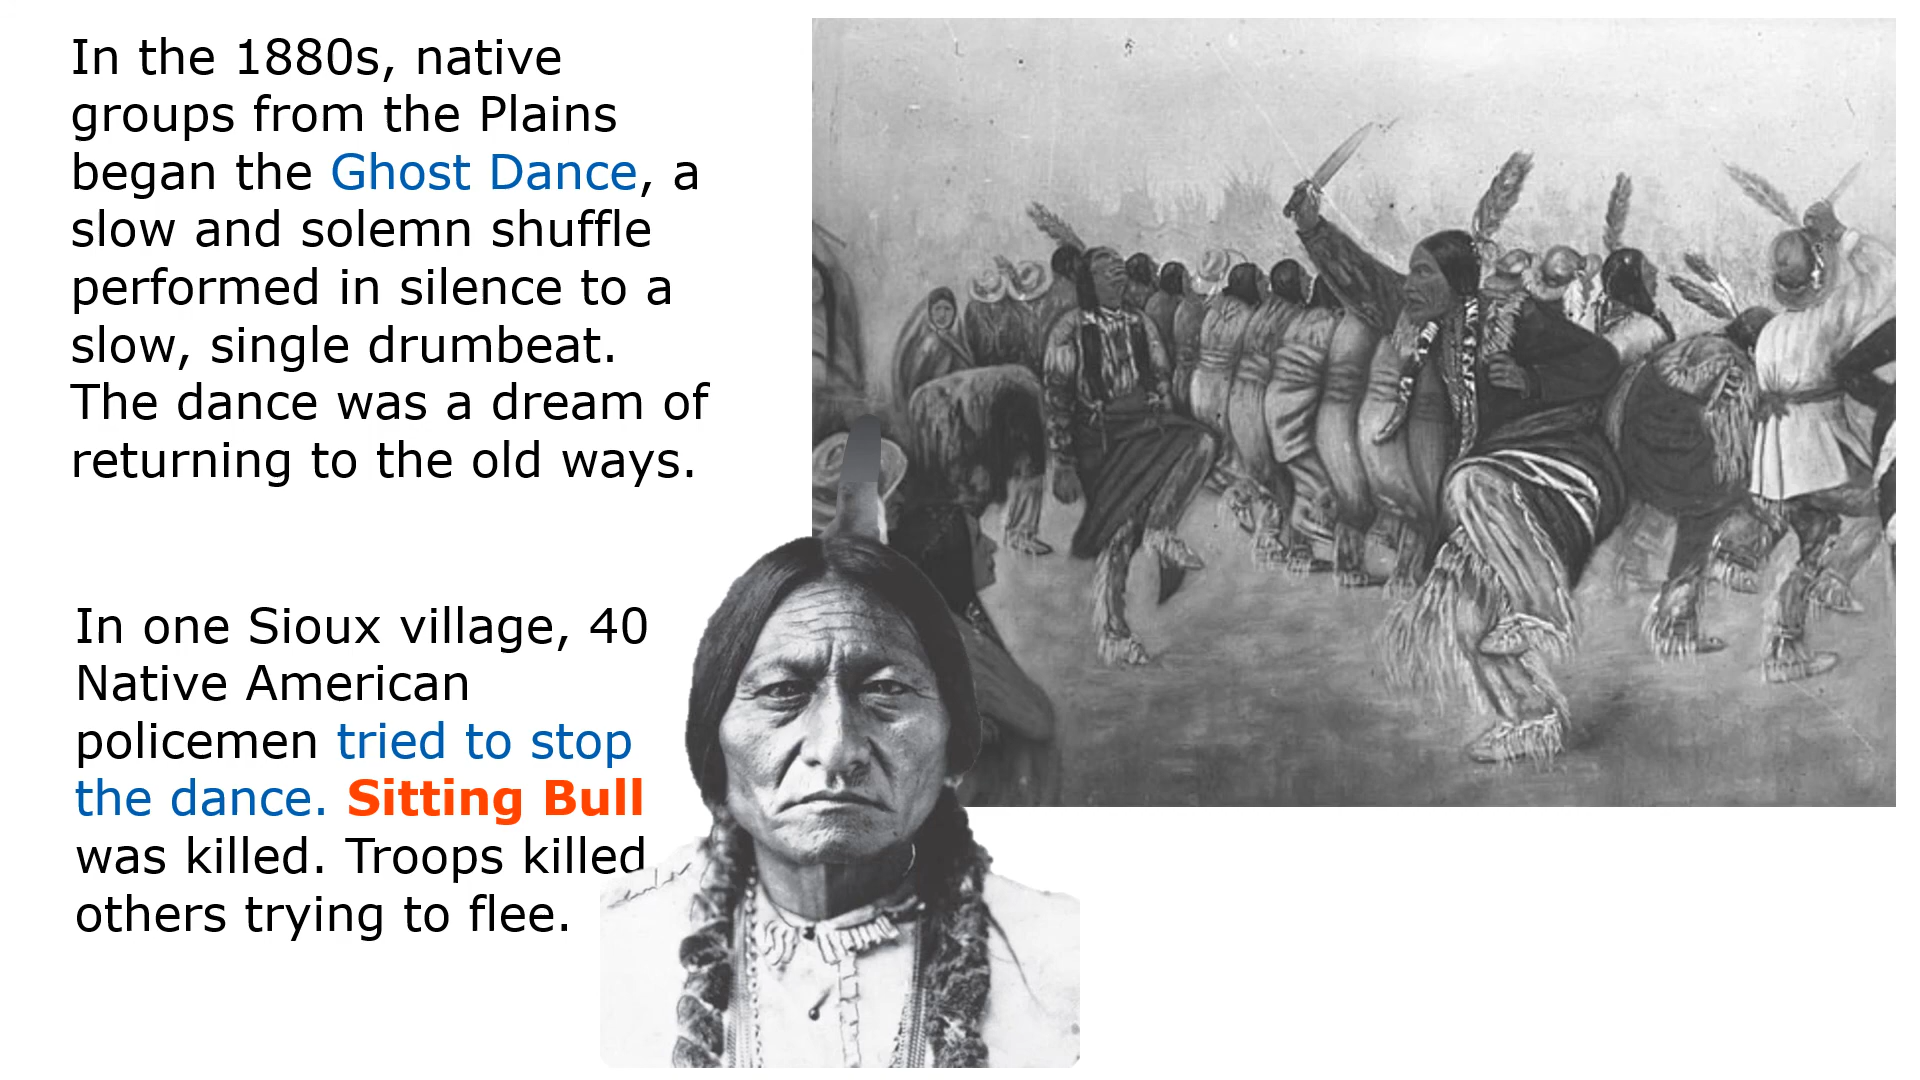 In the 1880s, native
groups from the Plains
began the Ghost Dance, a
slow and solemn shuffle
performed in silence to a
slow, single drumbeat.
The dance was a dream of
returning to the old ways.
In one Sioux village, 40
Native American
policemen tried to stop
the dance. Sitting Bull
was killed. Troops killed
others trying to flee.